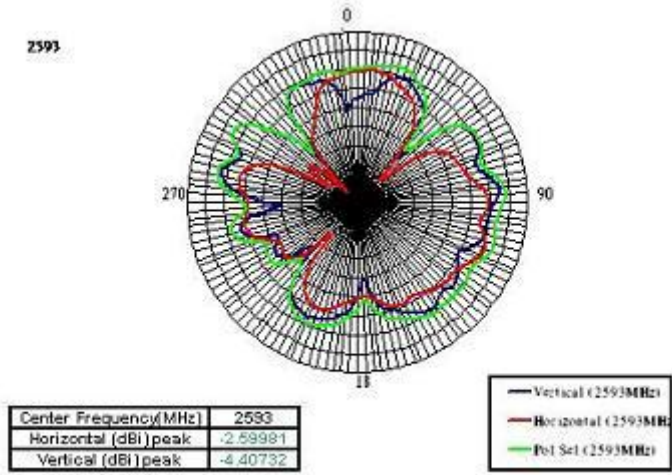 0
2593
270
90
18
Center Frequency(MHz) 2593
Horizontal (dBi)peak -2.59981
Vertical (dBi)peak -4.40732
Vertical (2593MHz)
Horizontal (2593MHz
Pol Sel (2593MHz)